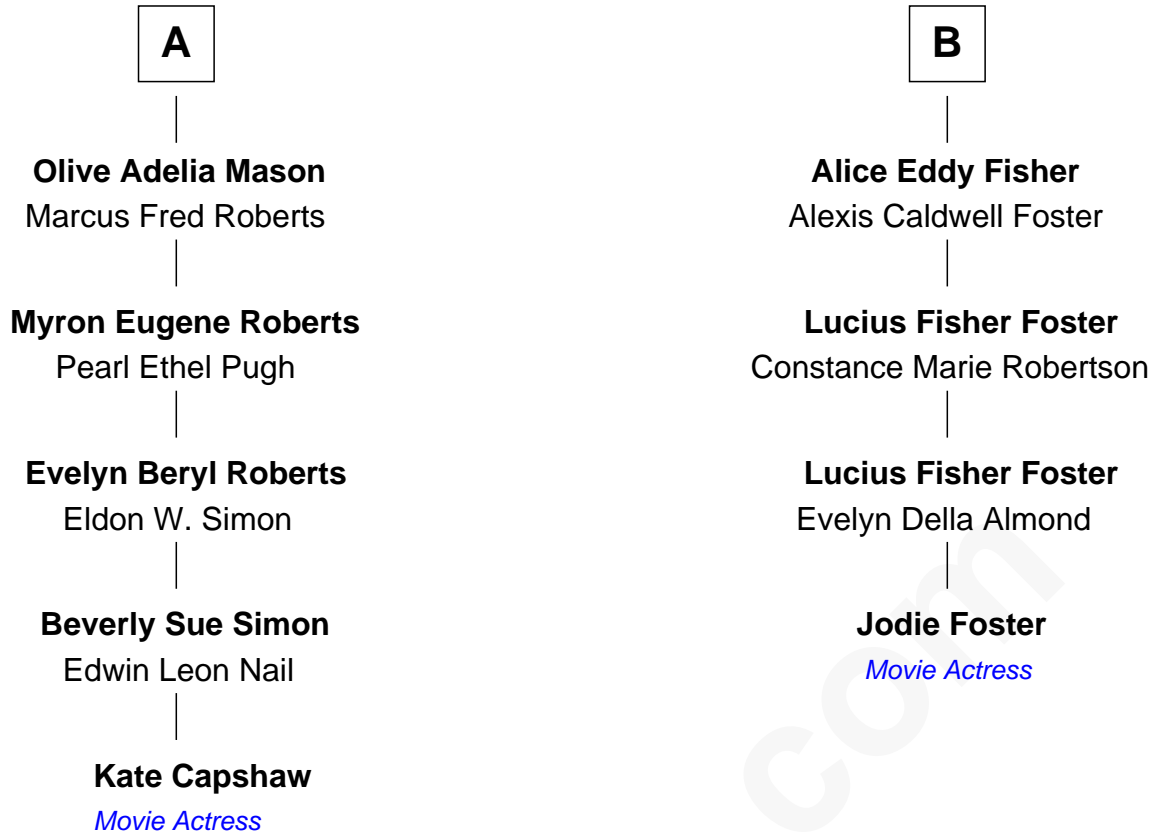 A
B
Olive Adelia Mason
Marcus Fred Roberts
Alice Eddy Fisher
Alexis Caldwell Foster
Myron Eugene Roberts
Pearl Ethel Pugh
Lucius Fisher Foster
Constance Marie Robertson
Evelyn Beryl Roberts
Eldon W. Simon
Lucius Fisher Foster
Evelyn Della Almond
Beverly Sue Simon
Edwin Leon Nail
Jodie Foster
Movie Actress
Kate Capshaw
Movie Actress
com